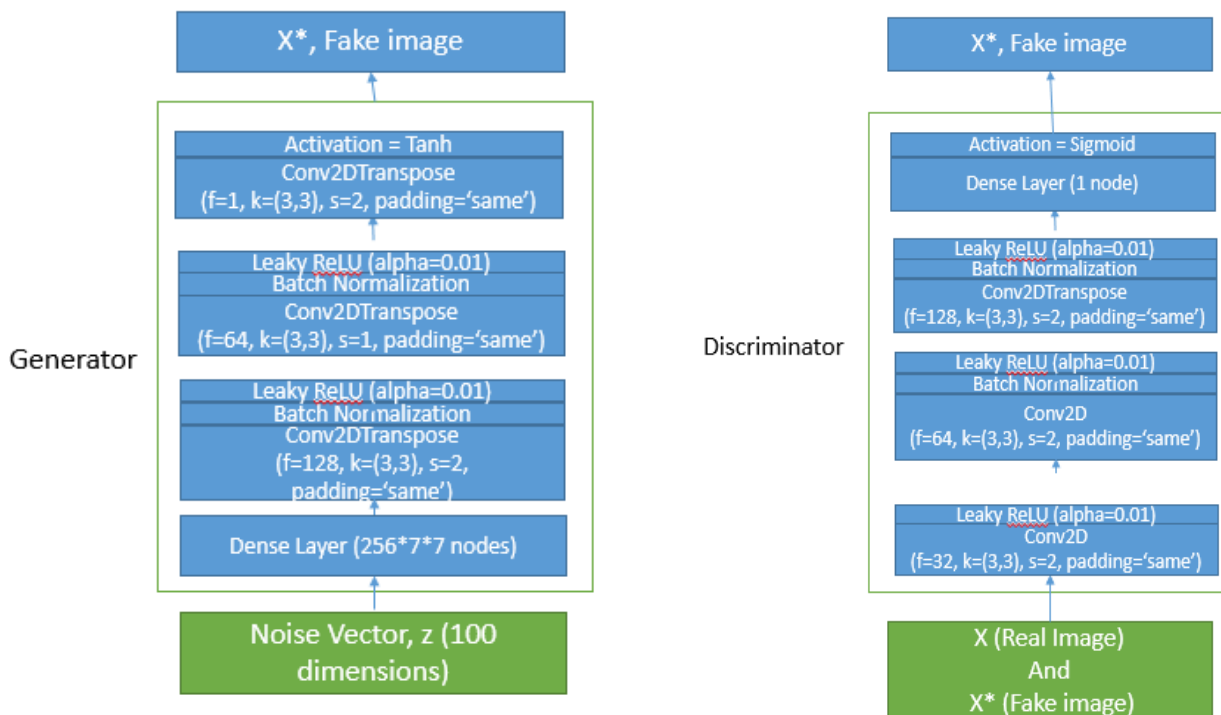 X*, Fake image
Activation = Tanh
Conv2DTranspose
(f=1, k=(3,3), s=2, padding=‘same’)
Leaky ReLU (alpha=0.01)
Batch Normalization
Conv2DTranspose
(f=64, k=(3,3), s=1, padding=‘same’)
Generator
Leaky ReLU (alpha=0.01)
Batch Normalization
Conv2DTranspose
(f=128, k=(3,3), s=2,
padding=‘same’)
Dense Layer (256*7*7 nodes)
Noise Vector, z (100
dimensions)
X*, Fake image
Activation = Sigmoid
Dense Layer (1 node)
Leaky ReLU (alpha=0.01)
Batch Normalization
Conv2DTranspose
(f=128, k=(3,3), s=2, padding=‘same’)
Discriminator
Leaky ReLU (alpha=0.01)
Batch Normalization
Conv2D
(f=64, k=(3,3), s=2, padding=‘same’)
Leaky ReLU (alpha=0.01)
Conv2D
(f=32, k=(3,3), s=2, padding=‘same’)
X (Real Image)
And
X* (Fake image)